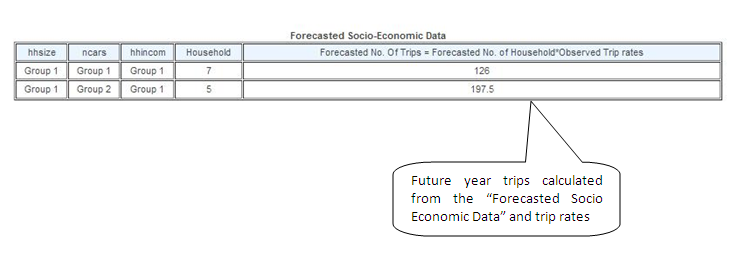 Forecasted Socio-Economic Data
hhsize ncars hhincom Household Forecasted No. Of Trips = Forecasted No. of Household*Observed Trip rates
Group 1 Group 1 Group 1 7 126
Group 1 Group 2 Group 1 5 197.5
Future year trips calculated
from the “Forecasted Socio
Economic Data” and trip rates